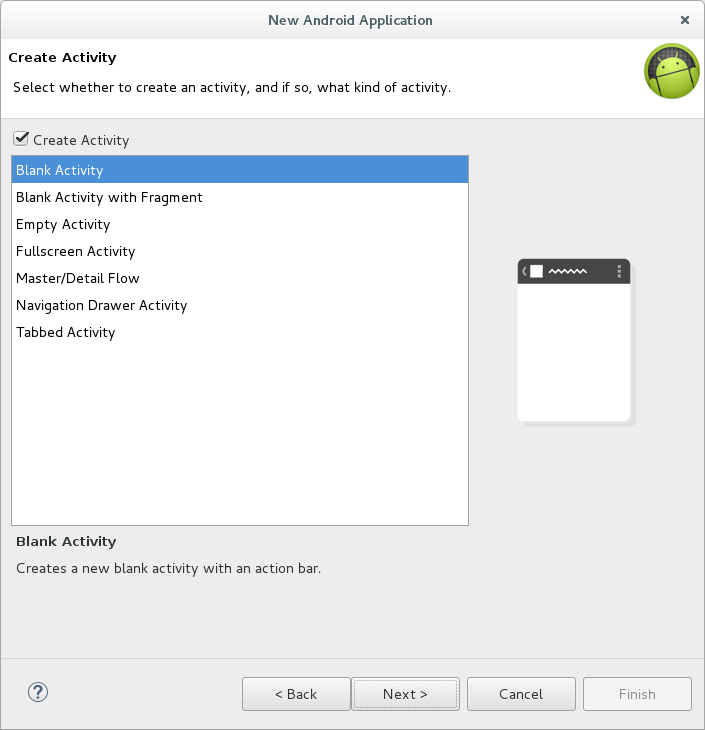 New Android Application
Create Activity
Select whether to create an activity, and if so, what kind of activity.
Create Activity
Blank Activity
Blank Activity with Fragment
Empty Activity
Fullscreen Activity
Master/Detail Flow
Navigation Drawer Activity
Tabbed Activity
Blank Activity
Creates a new blank activity with an action bar.
?
< Back
Next >
Cancel
Finish